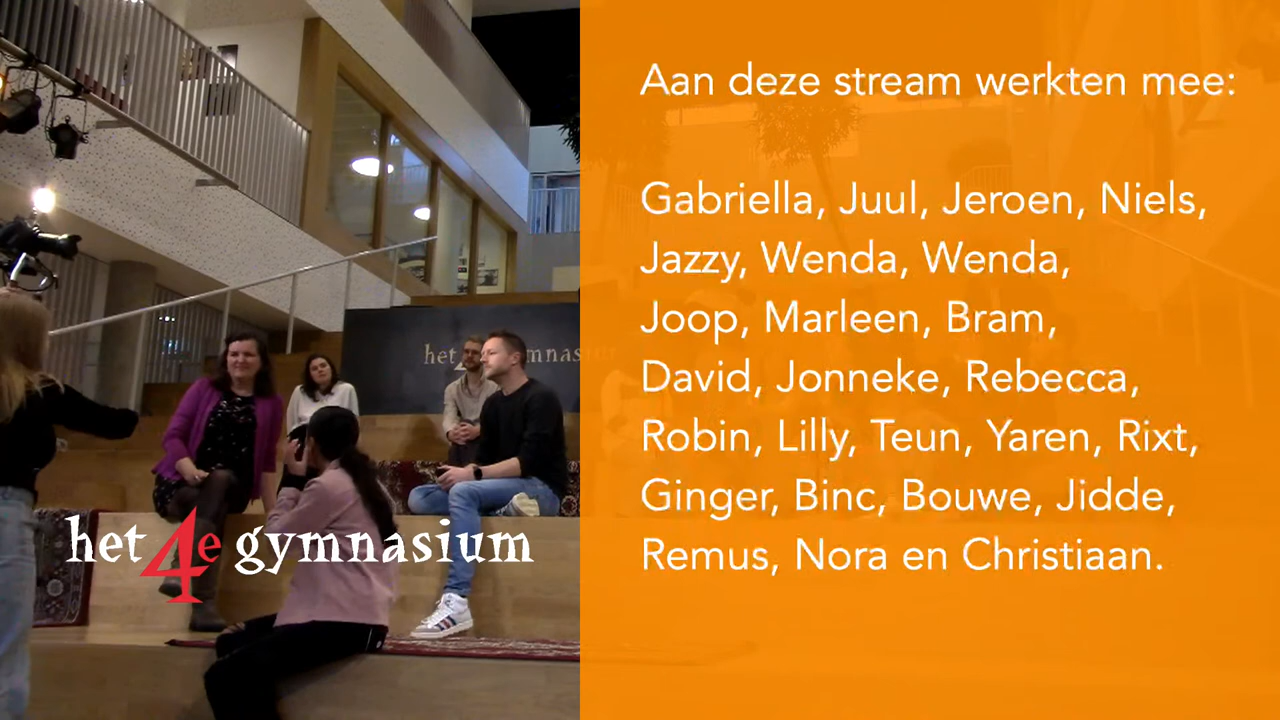 Aan deze stream werkten mee:
Gabriella, Juul, Jeroen, Niels,
Jazzy, Wenda, Wenda,
Joop, Marleen, Bram,
David, Jonneke, Rebecca,
Robin, Lilly, Teun, Yaren, Rixt,
Ginger, Binc, Bouwe, Jidde,
Remus, Nora en Christiaan.
het 4e gymnasium
het